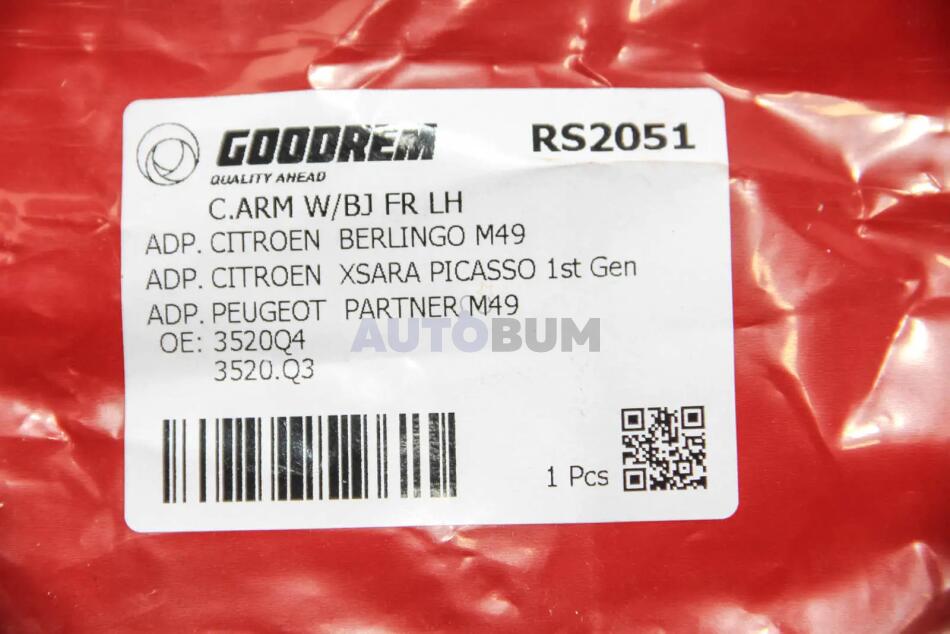 GOODREM
RS2051
QUALITY AHEAD
C.ARM W/BJ FR LH
ADP. CITROEN BERLINGO M49
ADP. CITROEN XSARA PICASSO 1st Gen
ADP. PEUGEOT PARTNER M49
AUTOBUM
OE: 3520Q4
3520.Q3
1 Pcs